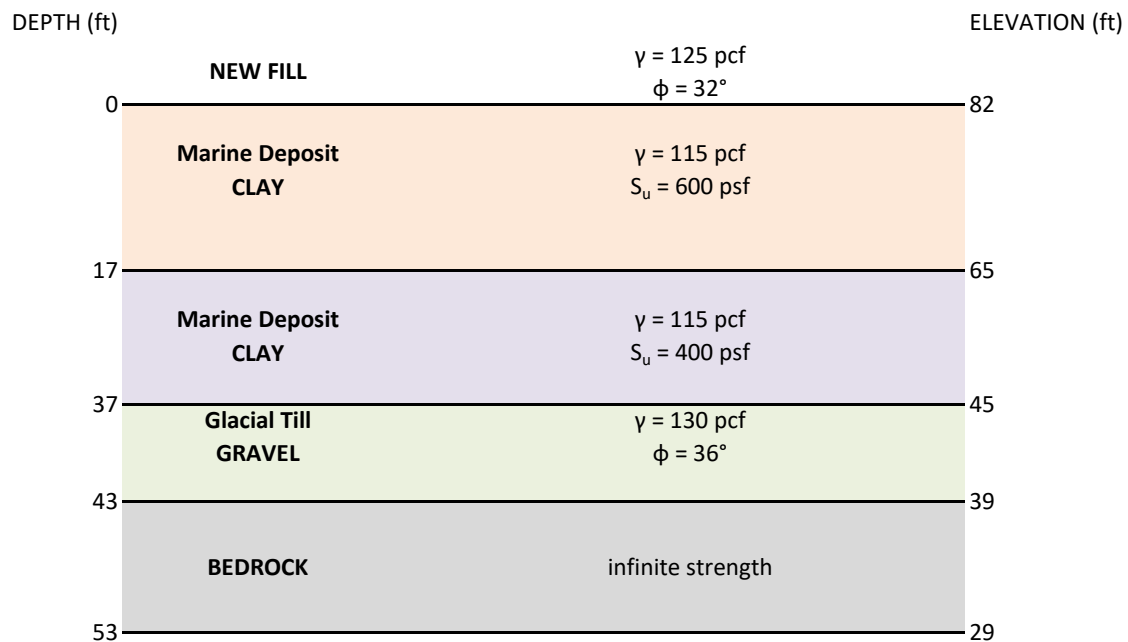 DEPTH (ft)
ELEVATION (ft)
NEW FILL
γ = 125 pcf
ϕ = 32°
0
82
Marine Deposit
CLAY
γ = 115 pcf
Sᵤ = 600 psf
17
65
Marine Deposit
CLAY
γ = 115 pcf
Sᵤ = 400 psf
37
45
Glacial Till
GRAVEL
γ = 130 pcf
ϕ = 36°
43
39
BEDROCK
infinite strength
53
29